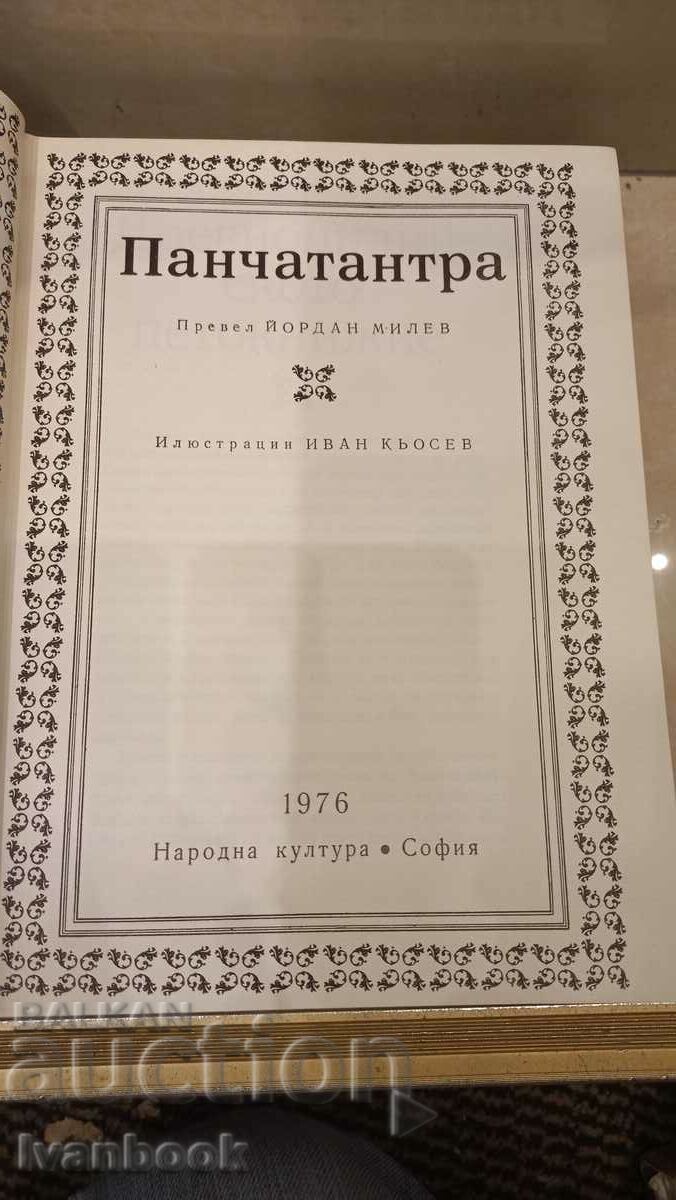 Панчатантра
Превел ЙОРДАН МИЛЕВ
Илюстрации ИВАН КЬОСЕВ
1976
Народна култура • София
BALKAN
auction
Ivanbook